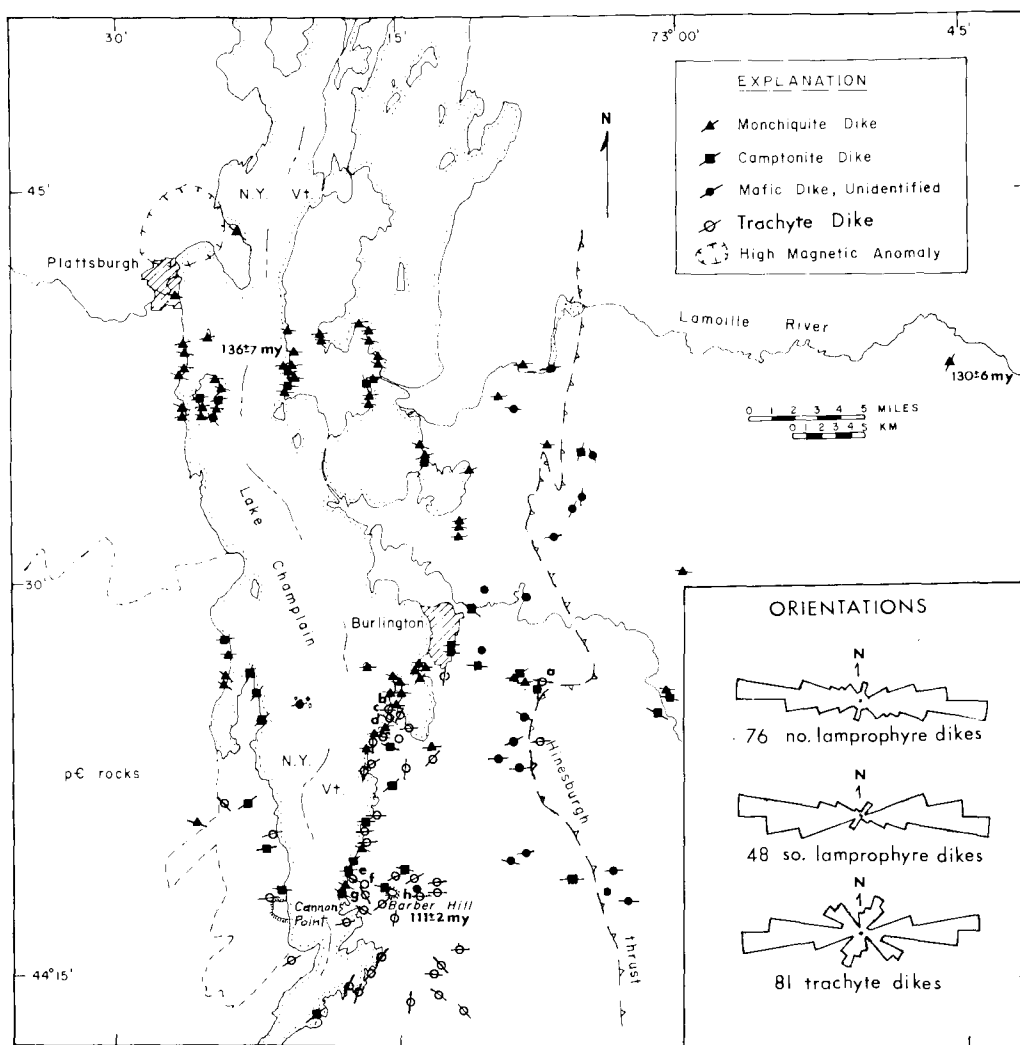 30'
15'
73° 00'
4 5'
EXPLANATION
Monchiquite Dike
Camptonite Dike
Mafic Dike, Unidentified
Trachyte Dike
High Magnetic Anomaly
N
45'
N.Y.
Vt.
Plattsburgh
Lamoille River
136±7 my
130±6 my
0 1 2 3 4 5 MILES
0 1 2 3 4 5 KM
Lake
Champlain
30'
Burlington
ORIENTATIONS
N
76 no. lamprophyre dikes
N
48 so. lamprophyre dikes
N
81 trachyte dikes
a
b
c
d
N.Y.
Vt.
p€ rocks
Hinesburgh
thrust
e
f
g
h
Cannons
Point
Barber Hill
111±2 my
44° 15'